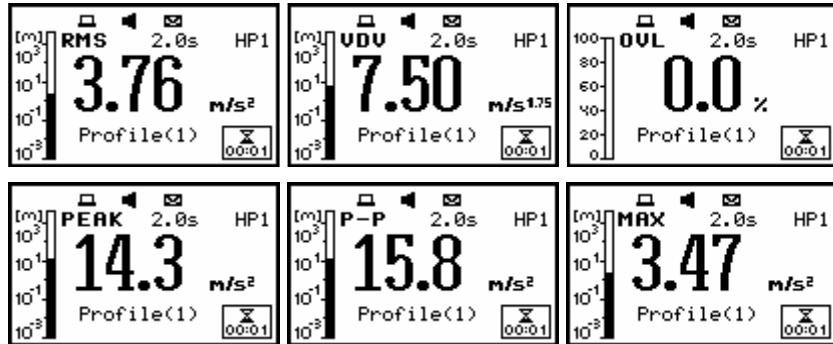 [m] RMS 2.0s HP1
10³
3.76 m/s²
10¹
10⁻¹
Profile(1)
10⁻³
00:01
[m] VDV 2.0s HP1
10³
7.50 m/s¹·⁷⁵
10¹
10⁻¹
Profile(1)
10⁻³
00:01
100 OVL 2.0s HP1
80
60
0.0 %
40
20 Profile(1)
0
00:01
[m] PEAK 2.0s HP1
10³
14.3 m/s²
10¹
10⁻¹
Profile(1)
10⁻³
00:01
[m] P-P 2.0s HP1
10³
15.8 m/s²
10¹
10⁻¹
Profile(1)
10⁻³
00:01
[m] MAX 2.0s HP1
10³
3.47 m/s²
10¹
10⁻¹
Profile(1)
10⁻³
00:01